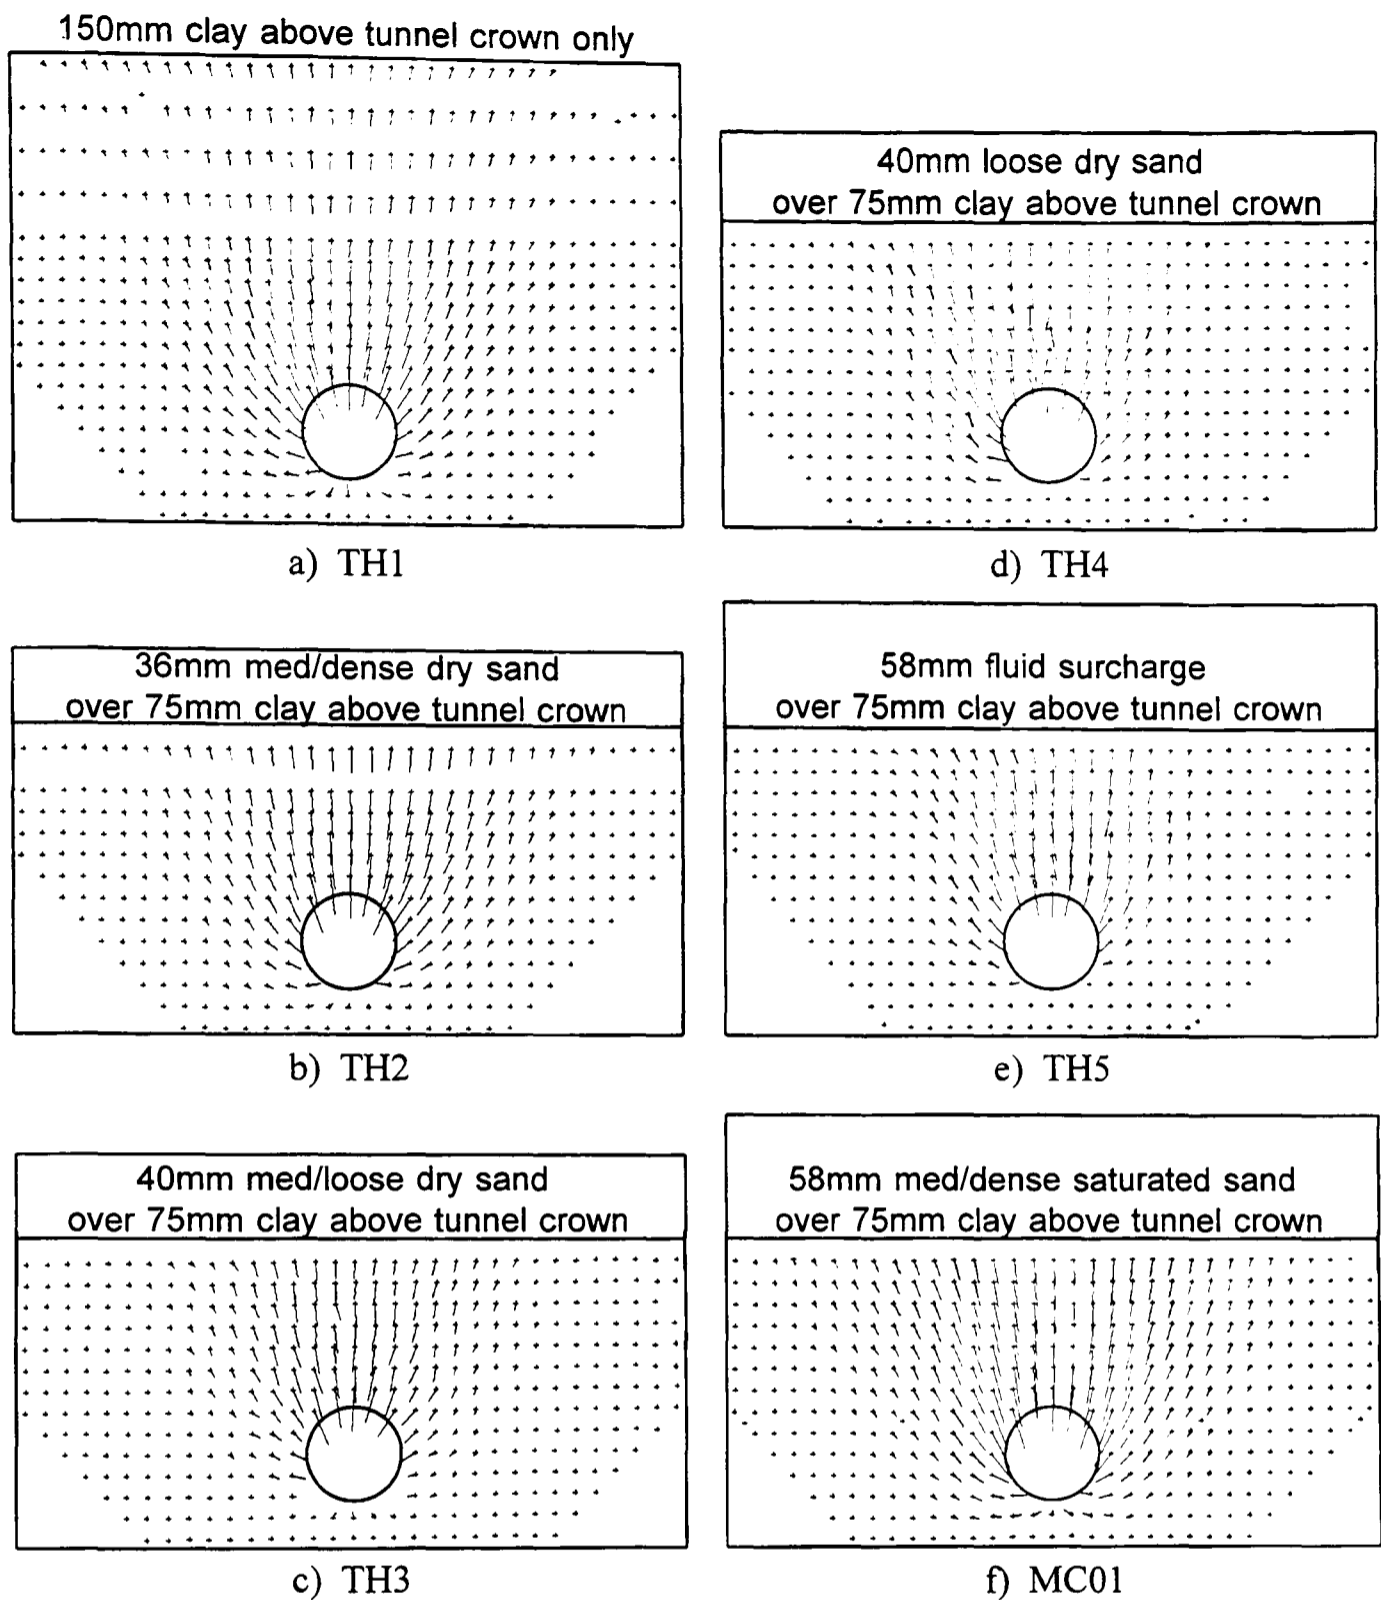 150mm clay above tunnel crown only
a) TH1
36mm med/dense dry sand
over 75mm clay above tunnel crown
b) TH2
40mm med/loose dry sand
over 75mm clay above tunnel crown
c) TH3
40mm loose dry sand
over 75mm clay above tunnel crown
d) TH4
58mm fluid surcharge
over 75mm clay above tunnel crown
e) TH5
58mm med/dense saturated sand
over 75mm clay above tunnel crown
f) MC01